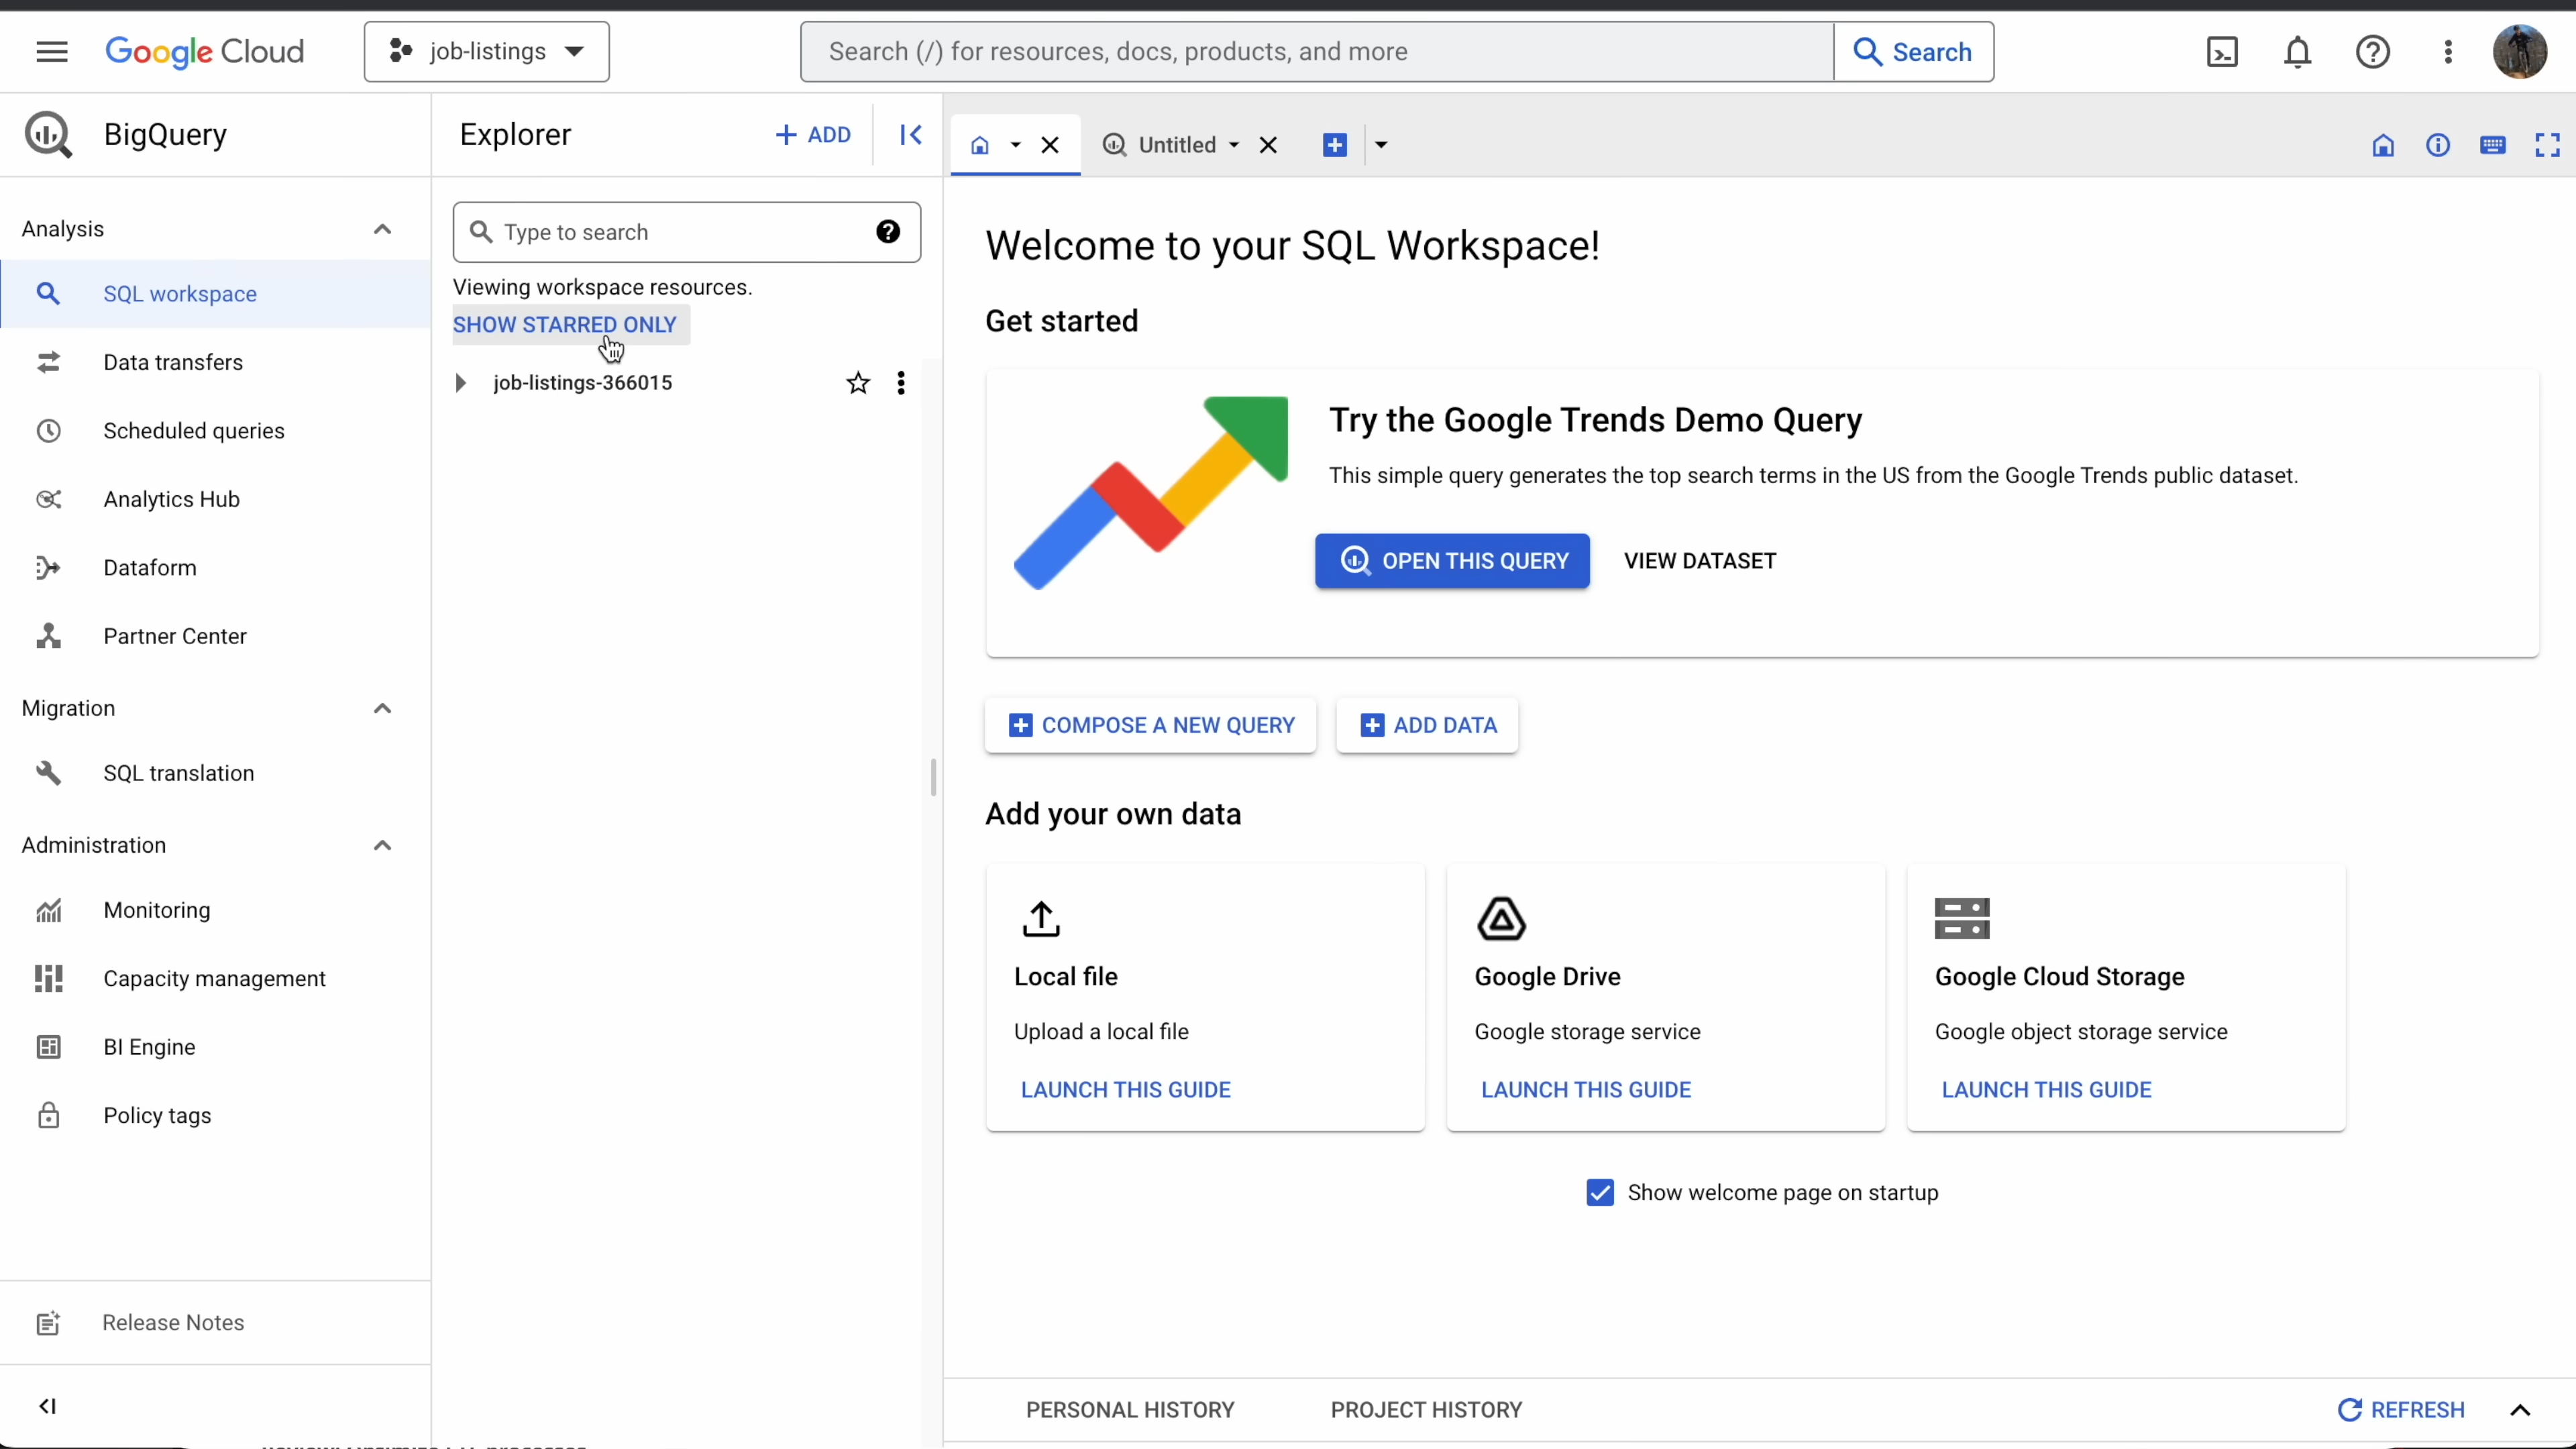 Google Cloud
job-listings
Search (/) for resources, docs, products, and more
Search
BigQuery
Analysis
SQL workspace
Data transfers
Scheduled queries
Analytics Hub
Dataform
Partner Center
Migration
SQL translation
Administration
Monitoring
Capacity management
BI Engine
Policy tags
Release Notes
Explorer
+ ADD
Type to search
Viewing workspace resources.
SHOW STARRED ONLY
job-listings-366015
Untitled
Welcome to your SQL Workspace!
Get started
Try the Google Trends Demo Query
This simple query generates the top search terms in the US from the Google Trends public dataset.
OPEN THIS QUERY
VIEW DATASET
COMPOSE A NEW QUERY
ADD DATA
Add your own data
Local file
Upload a local file
LAUNCH THIS GUIDE
Google Drive
Google storage service
LAUNCH THIS GUIDE
Google Cloud Storage
Google object storage service
LAUNCH THIS GUIDE
Show welcome page on startup
PERSONAL HISTORY
PROJECT HISTORY
REFRESH